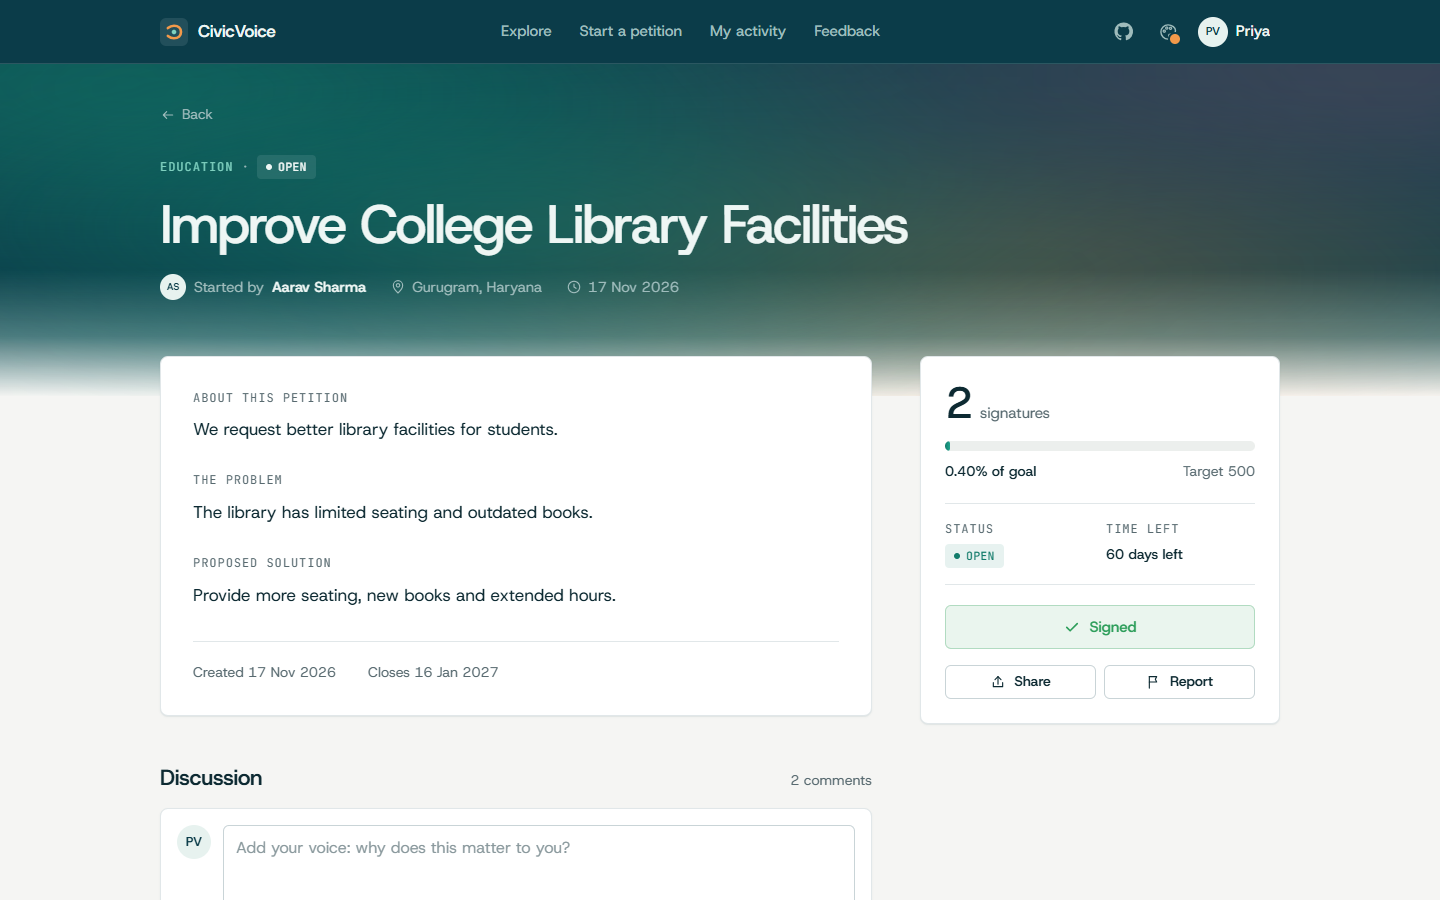 CivicVoice
Explore Start a petition My activity Feedback
PV Priya
← Back
EDUCATION · OPEN
Improve College Library Facilities
AS Started by Aarav Sharma Gurugram, Haryana 17 Nov 2026
ABOUT THIS PETITION
We request better library facilities for students.
THE PROBLEM
The library has limited seating and outdated books.
PROPOSED SOLUTION
Provide more seating, new books and extended hours.
Created 17 Nov 2026 Closes 16 Jan 2027
2 signatures
0.40% of goal Target 500
STATUS TIME LEFT
OPEN 60 days left
Signed
Share Report
Discussion 2 comments
PV Add your voice: why does this matter to you?